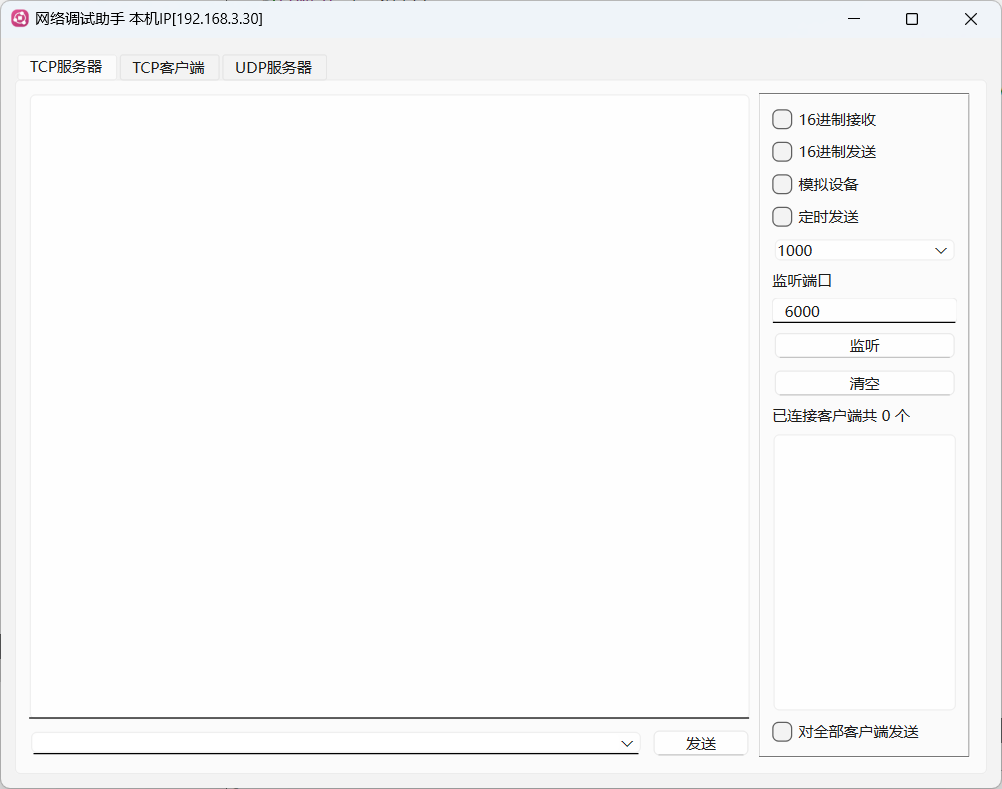 网络调试助手 本机IP[192.168.3.30]
TCP服务器 TCP客户端 UDP服务器
16进制接收
16进制发送
模拟设备
定时发送
1000
监听端口
6000
监听
清空
已连接客户端共 0 个
对全部客户端发送
发送